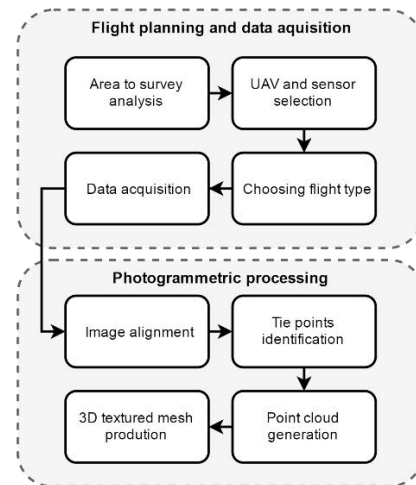 Flight planning and data aquisition
Area to survey
analysis
UAV and sensor
selection
Data acquisition
Choosing flight type
Photogrammetric processing
Image alignment
Tie points
identification
3D textured mesh
prodution
Point cloud
generation